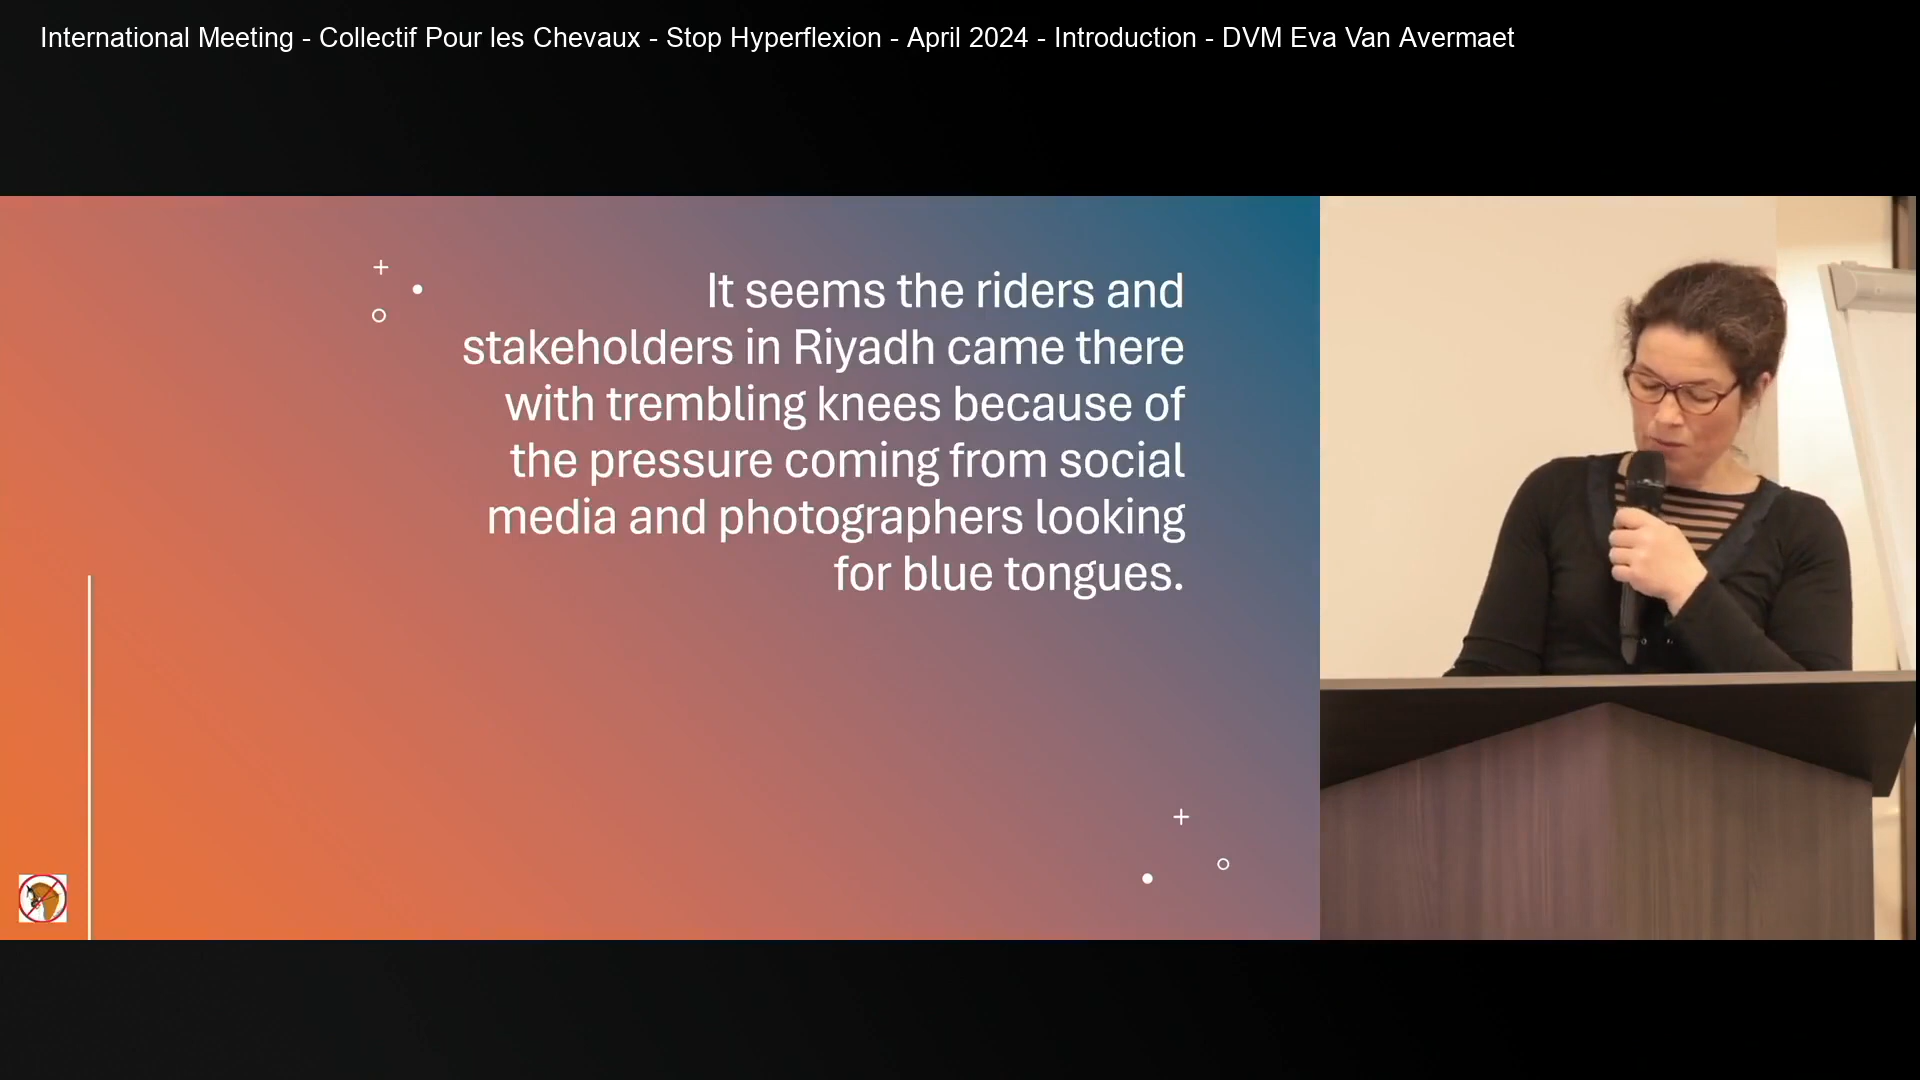 International Meeting - Collectif Pour les Chevaux - Stop Hyperflexion - April 2024 - Introduction - DVM Eva Van Avermaet
It seems the riders and
stakeholders in Riyadh came there
with trembling knees because of
the pressure coming from social
media and photographers looking
for blue tongues.